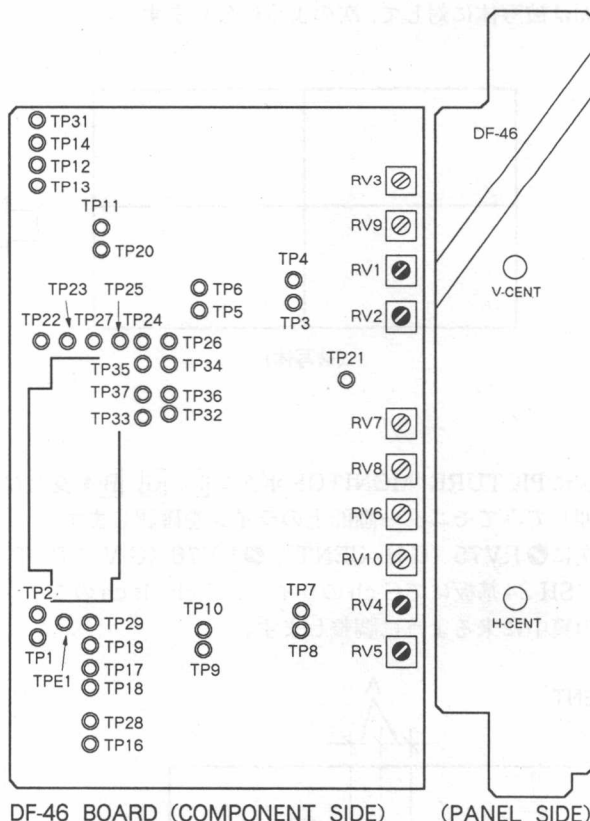 TP31
TP14
TP12
TP13
DF-46
RV3
TP11
RV9
TP20
TP4
RV1
V-CENT
TP23 TP25
TP6
TP5
TP3
RV2
TP22 TP27 TP24
TP26
TP35 TP34
TP21
TP37 TP36
TP33 TP32
RV7
RV8
RV6
RV10
TP2
TP7
RV4
H-CENT
TP1
TPE1
TP29
TP10
TP8
TP19
TP9
RV5
TP17
TP18
TP28
TP16
DF-46 BOARD (COMPONENT SIDE) (PANEL SIDE)